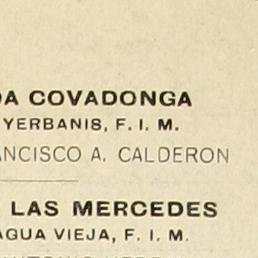 DA COVADONGA
YERBANIS, F. I. M.
ANCISCO A. CALDERON
LAS MERCEDES
AGUA VIEJA, F. I. M.